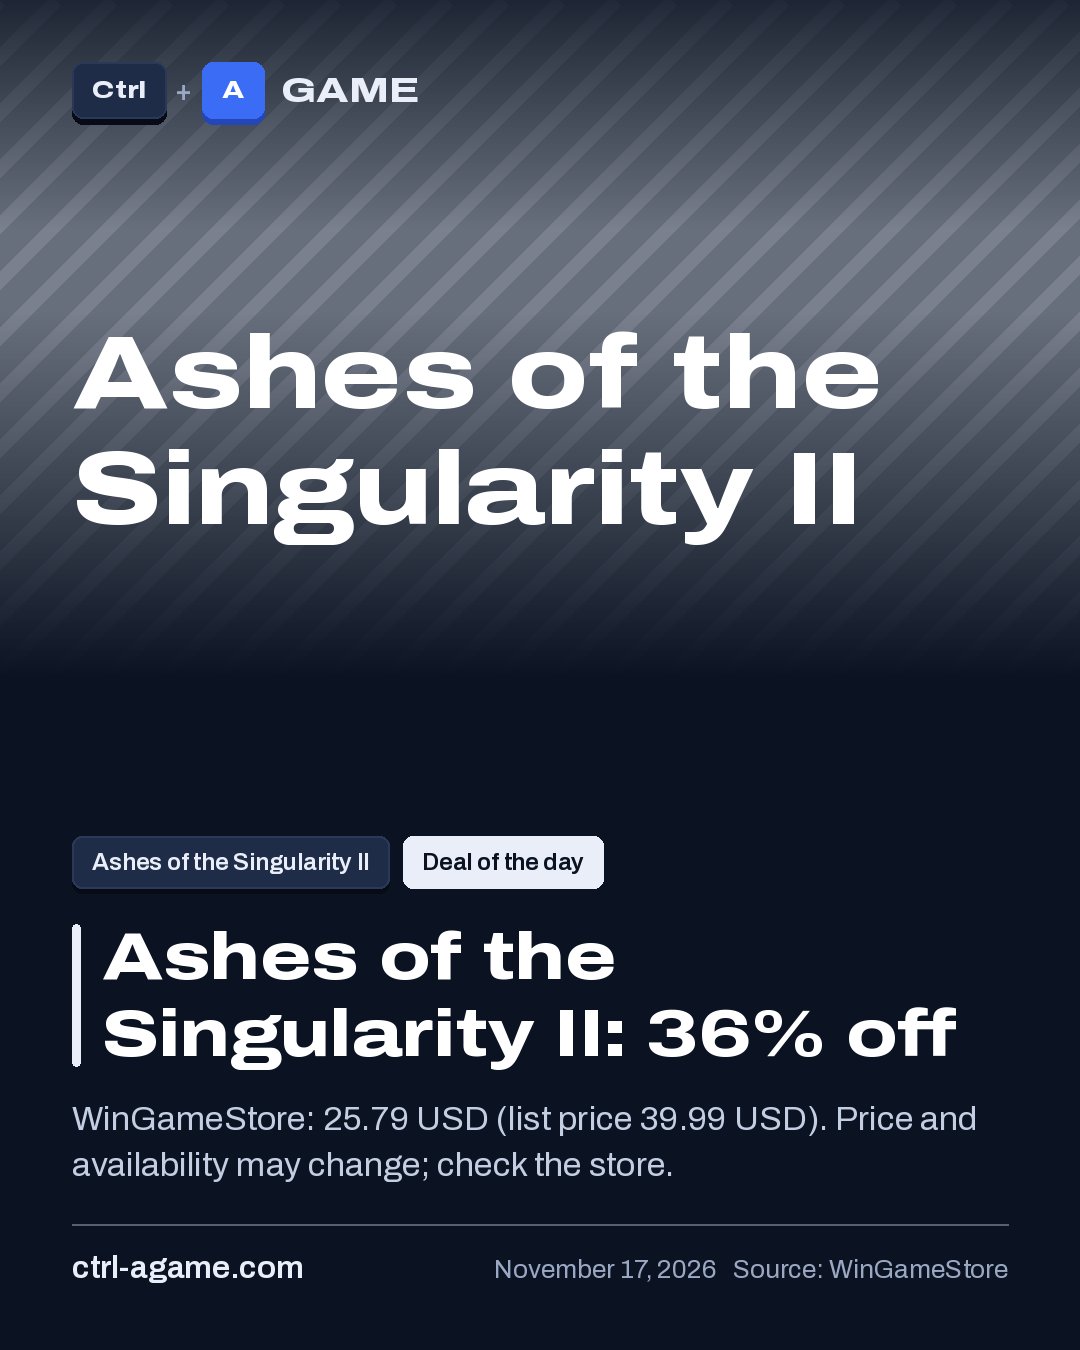 Ctrl + A GAME
Ashes of the
Singularity II
Ashes of the Singularity II
Deal of the day
Ashes of the
Singularity II: 36% off
WinGameStore: 25.79 USD (list price 39.99 USD). Price and
availability may change; check the store.
ctrl-agame.com
November 17, 2026 Source: WinGameStore